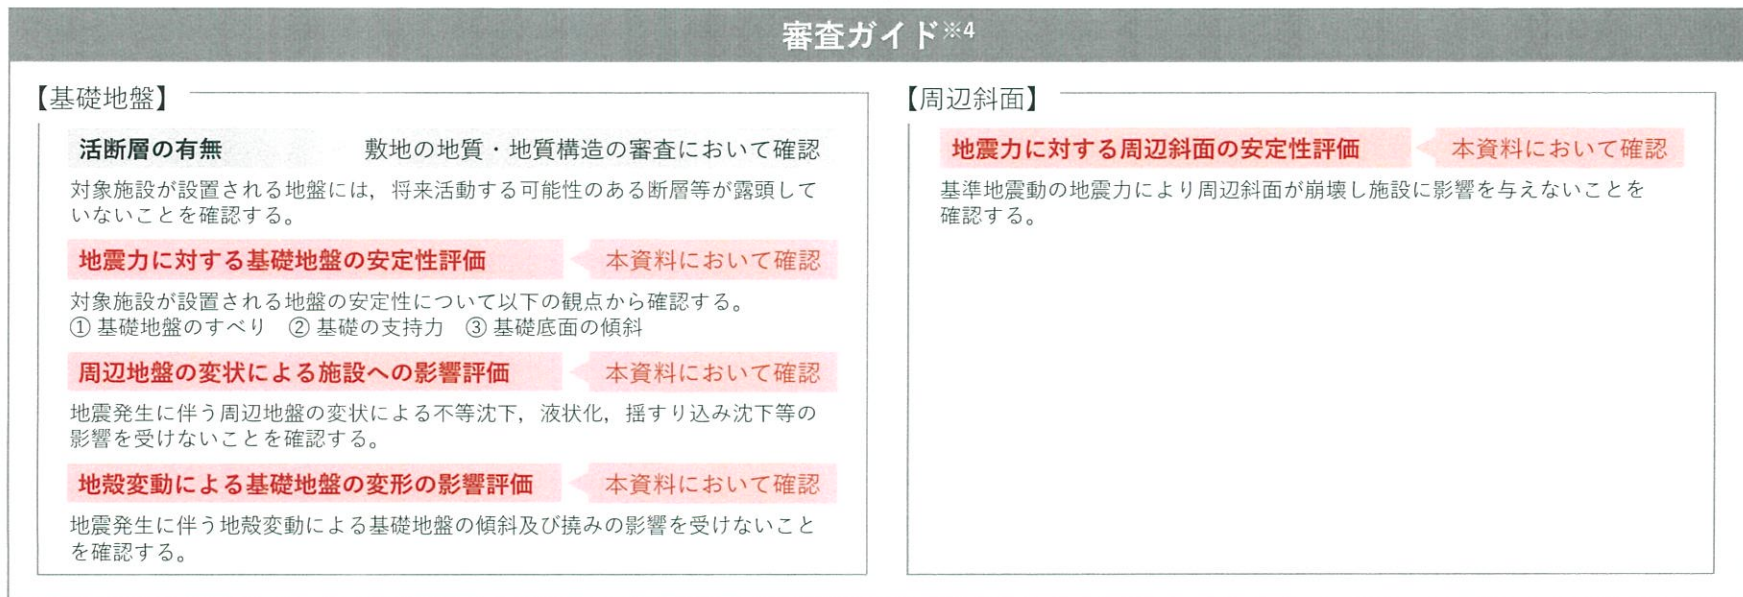 審査ガイド※4
【基礎地盤】
活断層の有無 敷地の地質・地質構造の審査において確認
対象施設が設置される地盤には，将来活動する可能性のある断層等が露頭して
いないことを確認する。
地震力に対する基礎地盤の安定性評価 本資料において確認
対象施設が設置される地盤の安定性について以下の観点から確認する。
① 基礎地盤のすべり ② 基礎の支持力 ③ 基礎底面の傾斜
周辺地盤の変状による施設への影響評価 本資料において確認
地震発生に伴う周辺地盤の変状による不等沈下，液状化，揺すり込み沈下等の
影響を受けないことを確認する。
地殻変動による基礎地盤の変形の影響評価 本資料において確認
地震発生に伴う地殻変動による基礎地盤の傾斜及び撓みの影響を受けないこと
を確認する。
【周辺斜面】
地震力に対する周辺斜面の安定性評価 本資料において確認
基準地震動の地震力により周辺斜面が崩壊し施設に影響を与えないことを
確認する。